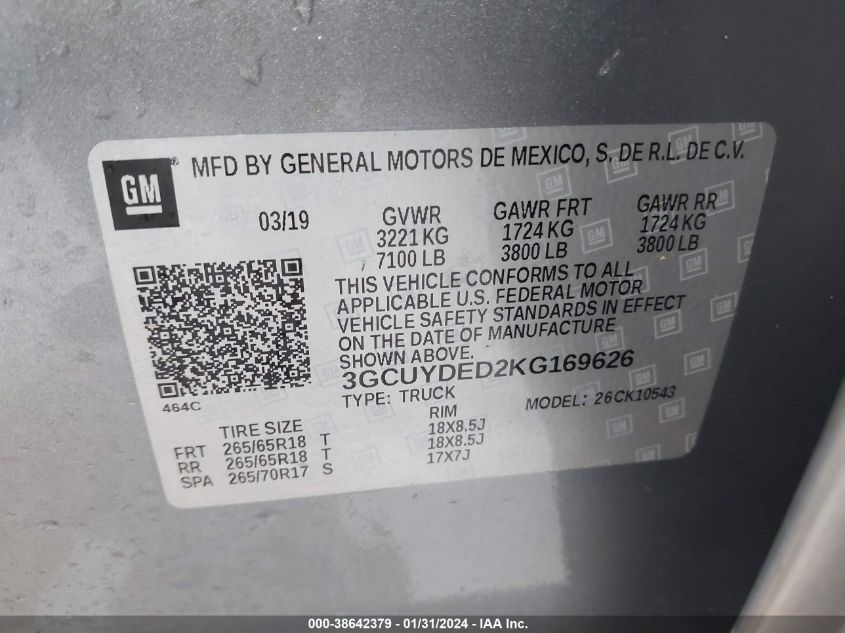 GM® MFD BY GENERAL MOTORS DE MEXICO, S. DE R.L. DE C.V.
03/19 GVWR GAWR FRT GAWR RR
3221 KG 1724 KG 1724 KG
7100 LB 3800 LB 3800 LB
THIS VEHICLE CONFORMS TO ALL
APPLICABLE U.S. FEDERAL MOTOR
VEHICLE SAFETY STANDARDS IN EFFECT
ON THE DATE OF MANUFACTURE
SHOWN ABOVE.
3GCUYDED2KG169626
464C TYPE: TRUCK MODEL: 26CK10543
TIRE SIZE RIM
FRT 265/65R18 T 18X8.5J
RR 265/65R18 T 18X8.5J
SPA 265/70R17 S 17X7J
000-38642379 - 01/31/2024 - IAA Inc.